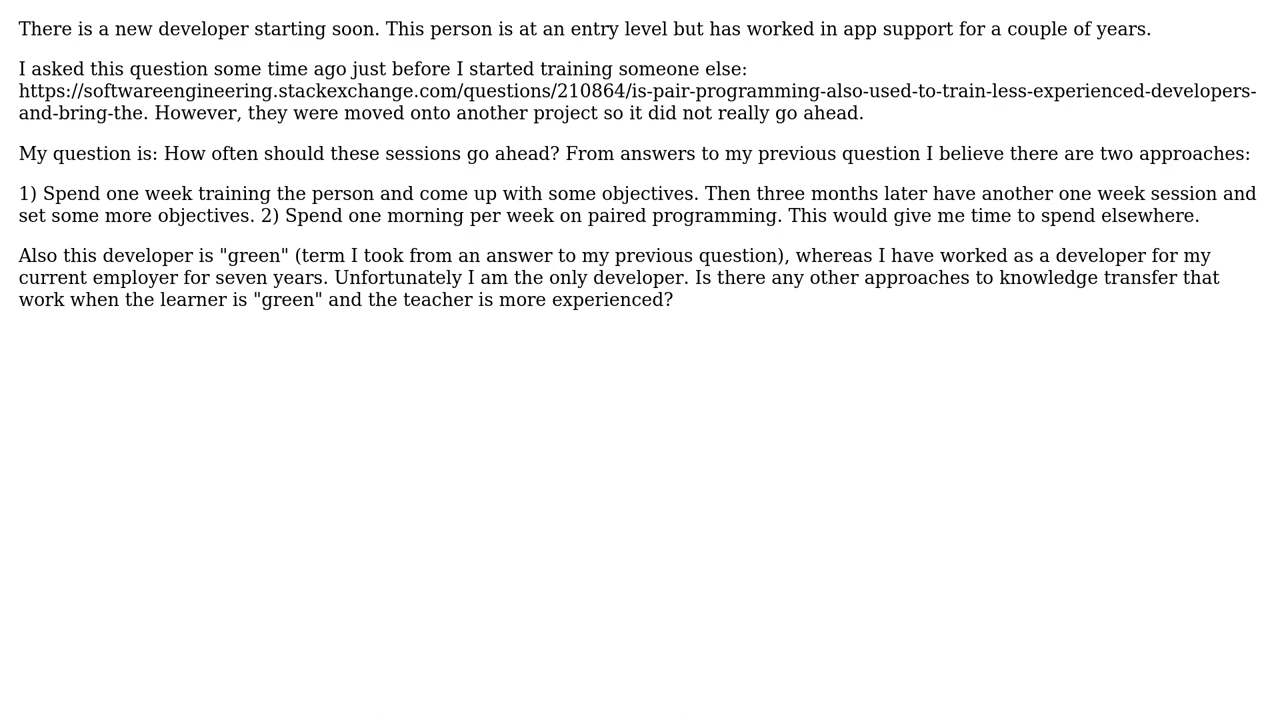 There is a new developer starting soon. This person is at an entry level but has worked in app support for a couple of years.
I asked this question some time ago just before I started training someone else:
https://softwareengineering.stackexchange.com/questions/210864/is-pair-programming-also-used-to-train-less-experienced-developers-
and-bring-the. However, they were moved onto another project so it did not really go ahead.
My question is: How often should these sessions go ahead? From answers to my previous question I believe there are two approaches:
1) Spend one week training the person and come up with some objectives. Then three months later have another one week session and
set some more objectives. 2) Spend one morning per week on paired programming. This would give me time to spend elsewhere.
Also this developer is "green" (term I took from an answer to my previous question), whereas I have worked as a developer for my
current employer for seven years. Unfortunately I am the only developer. Is there any other approaches to knowledge transfer that
work when the learner is "green" and the teacher is more experienced?